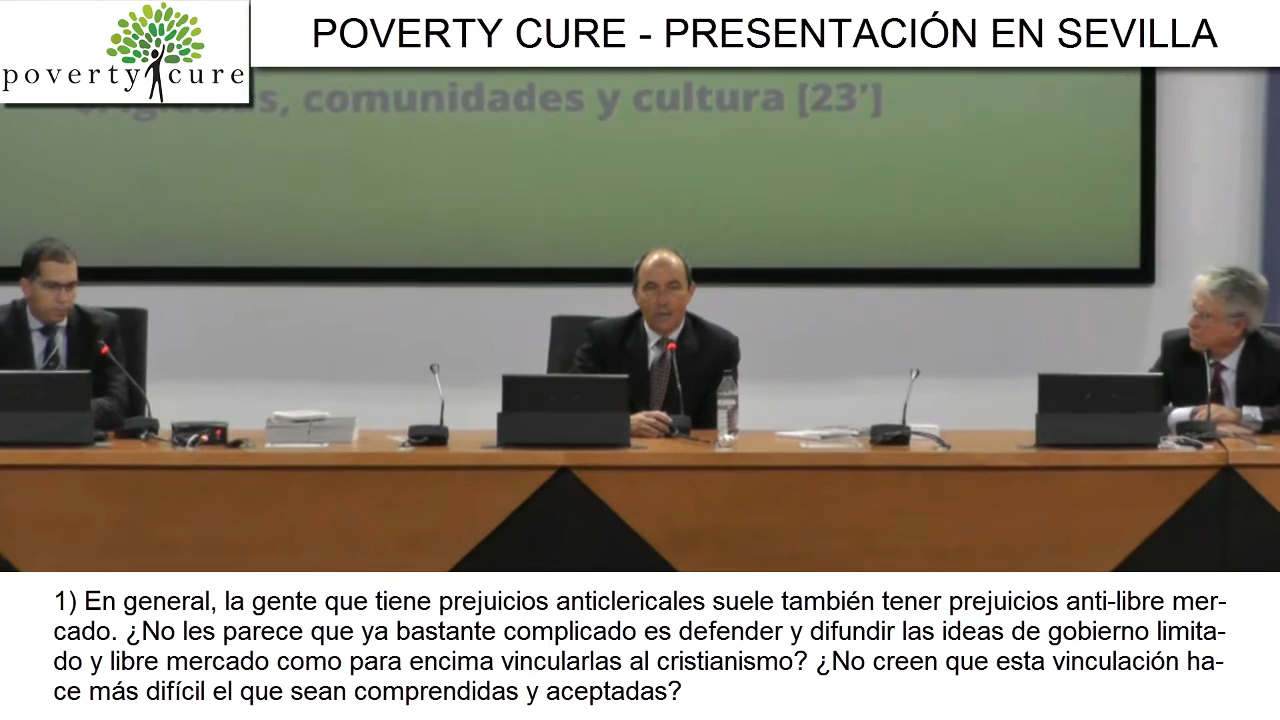 poverty cure
POVERTY CURE - PRESENTACIÓN EN SEVILLA
comunidades y cultura [23']
1) En general, la gente que tiene prejuicios anticlericales suele también tener prejuicios anti-libre mer-
cado. ¿No les parece que ya bastante complicado es defender y difundir las ideas de gobierno limita-
do y libre mercado como para encima vincularlas al cristianismo? ¿No creen que esta vinculación ha-
ce más difícil el que sean comprendidas y aceptadas?